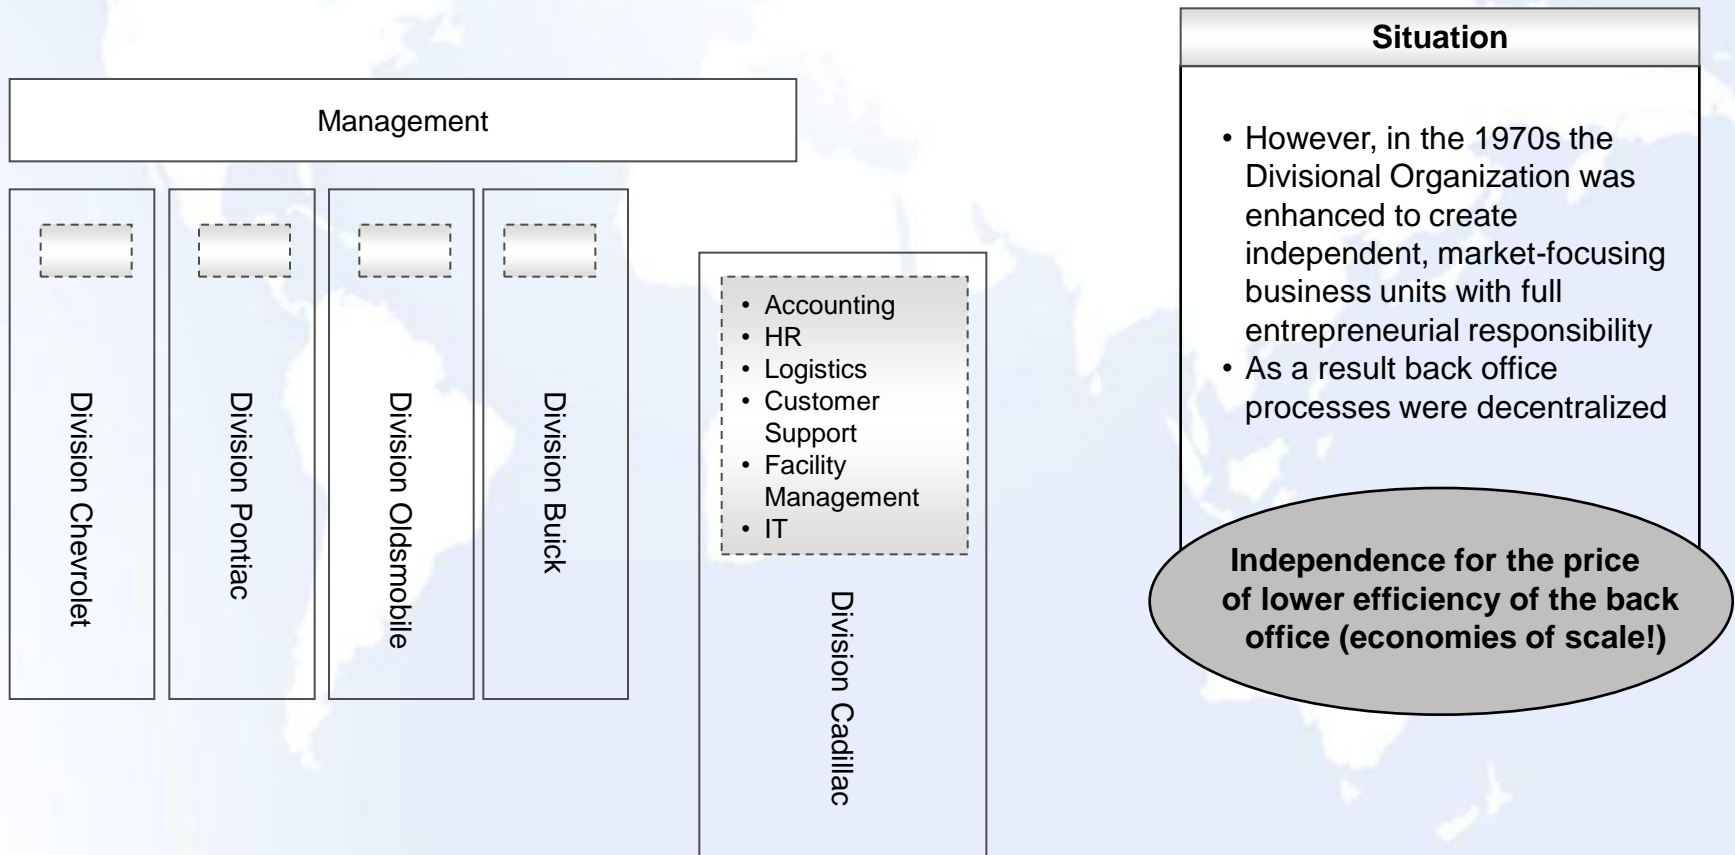 Management
Division Chevrolet
Division Pontiac
Division Oldsmobile
Division Buick
• Accounting
• HR
• Logistics
• Customer
Support
• Facility
Management
• IT
Division Cadillac
Situation
• However, in the 1970s the
Divisional Organization was
enhanced to create
independent, market-focusing
business units with full
entrepreneurial responsibility
• As a result back office
processes were decentralized
Independence for the price
of lower efficiency of the back
office (economies of scale!)